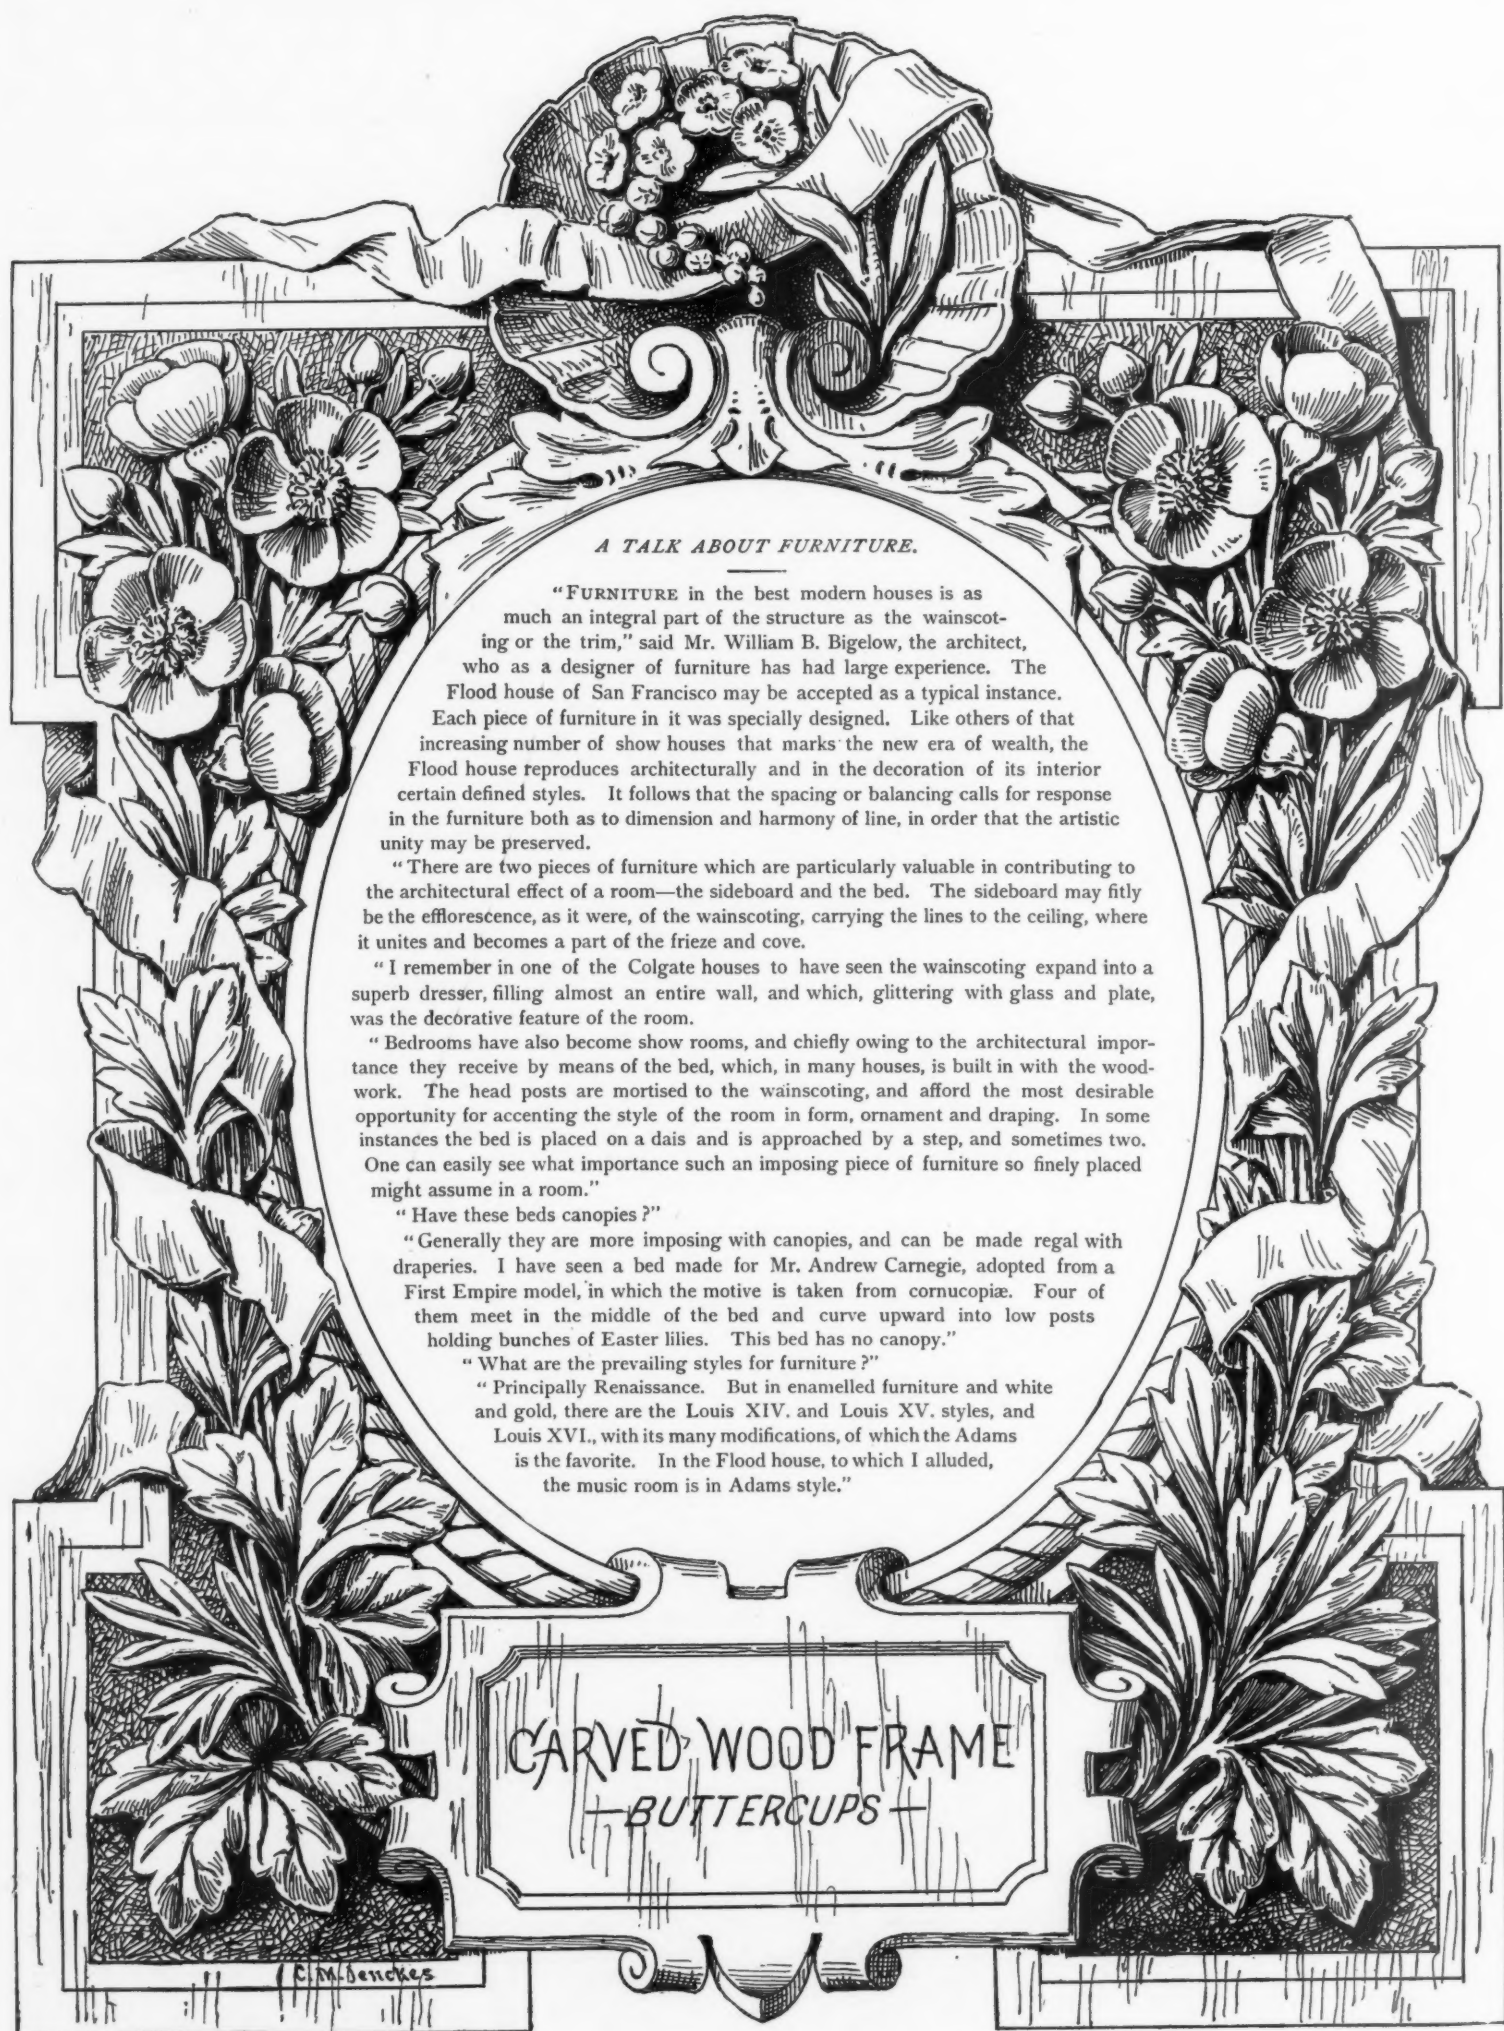 A TALK ABOUT FURNITURE.
“FURNITURE in the best modern houses is as
much an integral part of the structure as the wainscot-
ing or the trim,” said Mr. William B. Bigelow, the architect,
who as a designer of furniture has had large experience. The
Flood house of San Francisco may be accepted as a typical instance.
Each piece of furniture in it was specially designed. Like others of that
increasing number of show houses that marks the new era of wealth, the
Flood house reproduces architecturally and in the decoration of its interior
certain defined styles. It follows that the spacing or balancing calls for response
in the furniture both as to dimension and harmony of line, in order that the artistic
unity may be preserved.
“There are two pieces of furniture which are particularly valuable in contributing to
the architectural effect of a room—the sideboard and the bed. The sideboard may fitly
be the efflorescence, as it were, of the wainscoting, carrying the lines to the ceiling, where
it unites and becomes a part of the frieze and cove.
“I remember in one of the Colgate houses to have seen the wainscoting expand into a
superb dresser, filling almost an entire wall, and which, glittering with glass and plate,
was the decorative feature of the room.
“Bedrooms have also become show rooms, and chiefly owing to the architectural impor-
tance they receive by means of the bed, which, in many houses, is built in with the wood-
work. The head posts are mortised to the wainscoting, and afford the most desirable
opportunity for accenting the style of the room in form, ornament and draping. In some
instances the bed is placed on a dais and is approached by a step, and sometimes two.
One can easily see what importance such an imposing piece of furniture so finely placed
might assume in a room.”
“Have these beds canopies?”
“Generally they are more imposing with canopies, and can be made regal with
draperies. I have seen a bed made for Mr. Andrew Carnegie, adopted from a
First Empire model, in which the motive is taken from cornucopiæ. Four of
them meet in the middle of the bed and curve upward into low posts
holding bunches of Easter lilies. This bed has no canopy.”
“What are the prevailing styles for furniture?”
“Principally Renaissance. But in enamelled furniture and white
and gold, there are the Louis XIV. and Louis XV. styles, and
Louis XVI., with its many modifications, of which the Adams
is the favorite. In the Flood house, to which I alluded,
the music room is in Adams style.”
CARVED WOOD FRAME
—BUTTERCUPS—
C. M. Jenckes